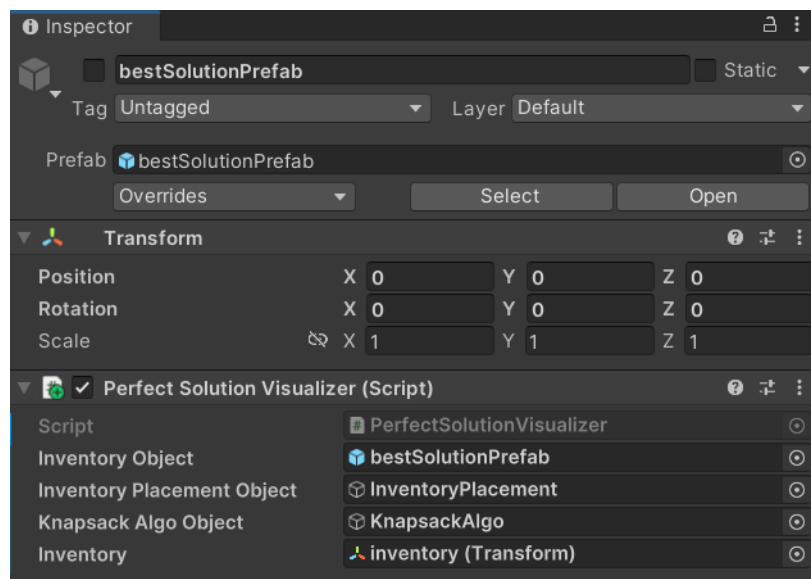 Inspector
bestSolutionPrefab Static
Tag Untagged Layer Default
Prefab bestSolutionPrefab
Overrides Select Open
Transform
Position X 0 Y 0 Z 0
Rotation X 0 Y 0 Z 0
Scale X 1 Y 1 Z 1
Perfect Solution Visualizer (Script)
Script PerfectSolutionVisualizer
Inventory Object bestSolutionPrefab
Inventory Placement Object InventoryPlacement
Knapsack Algo Object KnapsackAlgo
Inventory inventory (Transform)